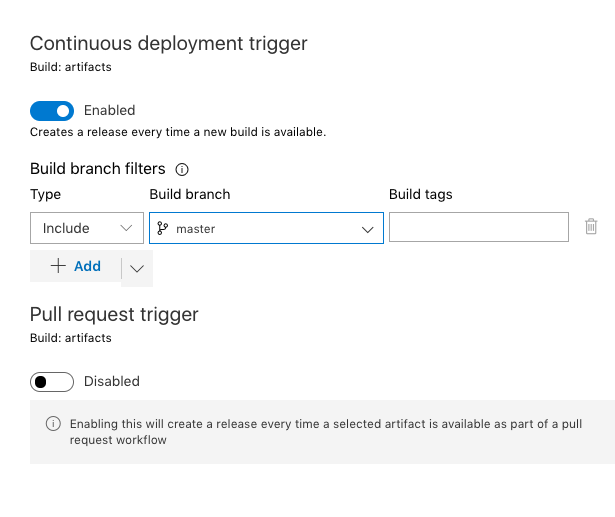 Continuous deployment trigger
Build: artifacts
Enabled
Creates a release every time a new build is available.
Build branch filters
Type Build branch Build tags
Include master
Add
Pull request trigger
Build: artifacts
Disabled
Enabling this will create a release every time a selected artifact is available as part of a pull
request workflow